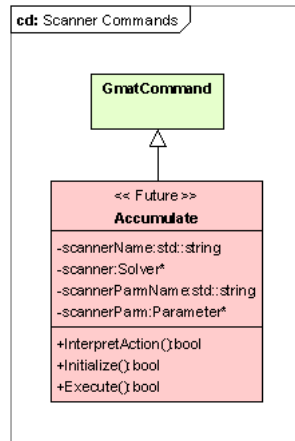 cd: Scanner Commands
GmatCommand
<< Future >>
Accumulate
-scannerName:std::string
-scanner:Solver*
-scannerParmName:std::string
-scannerParm:Parameter*
+InterpretAction():bool
+Initialize():bool
+Execute():bool